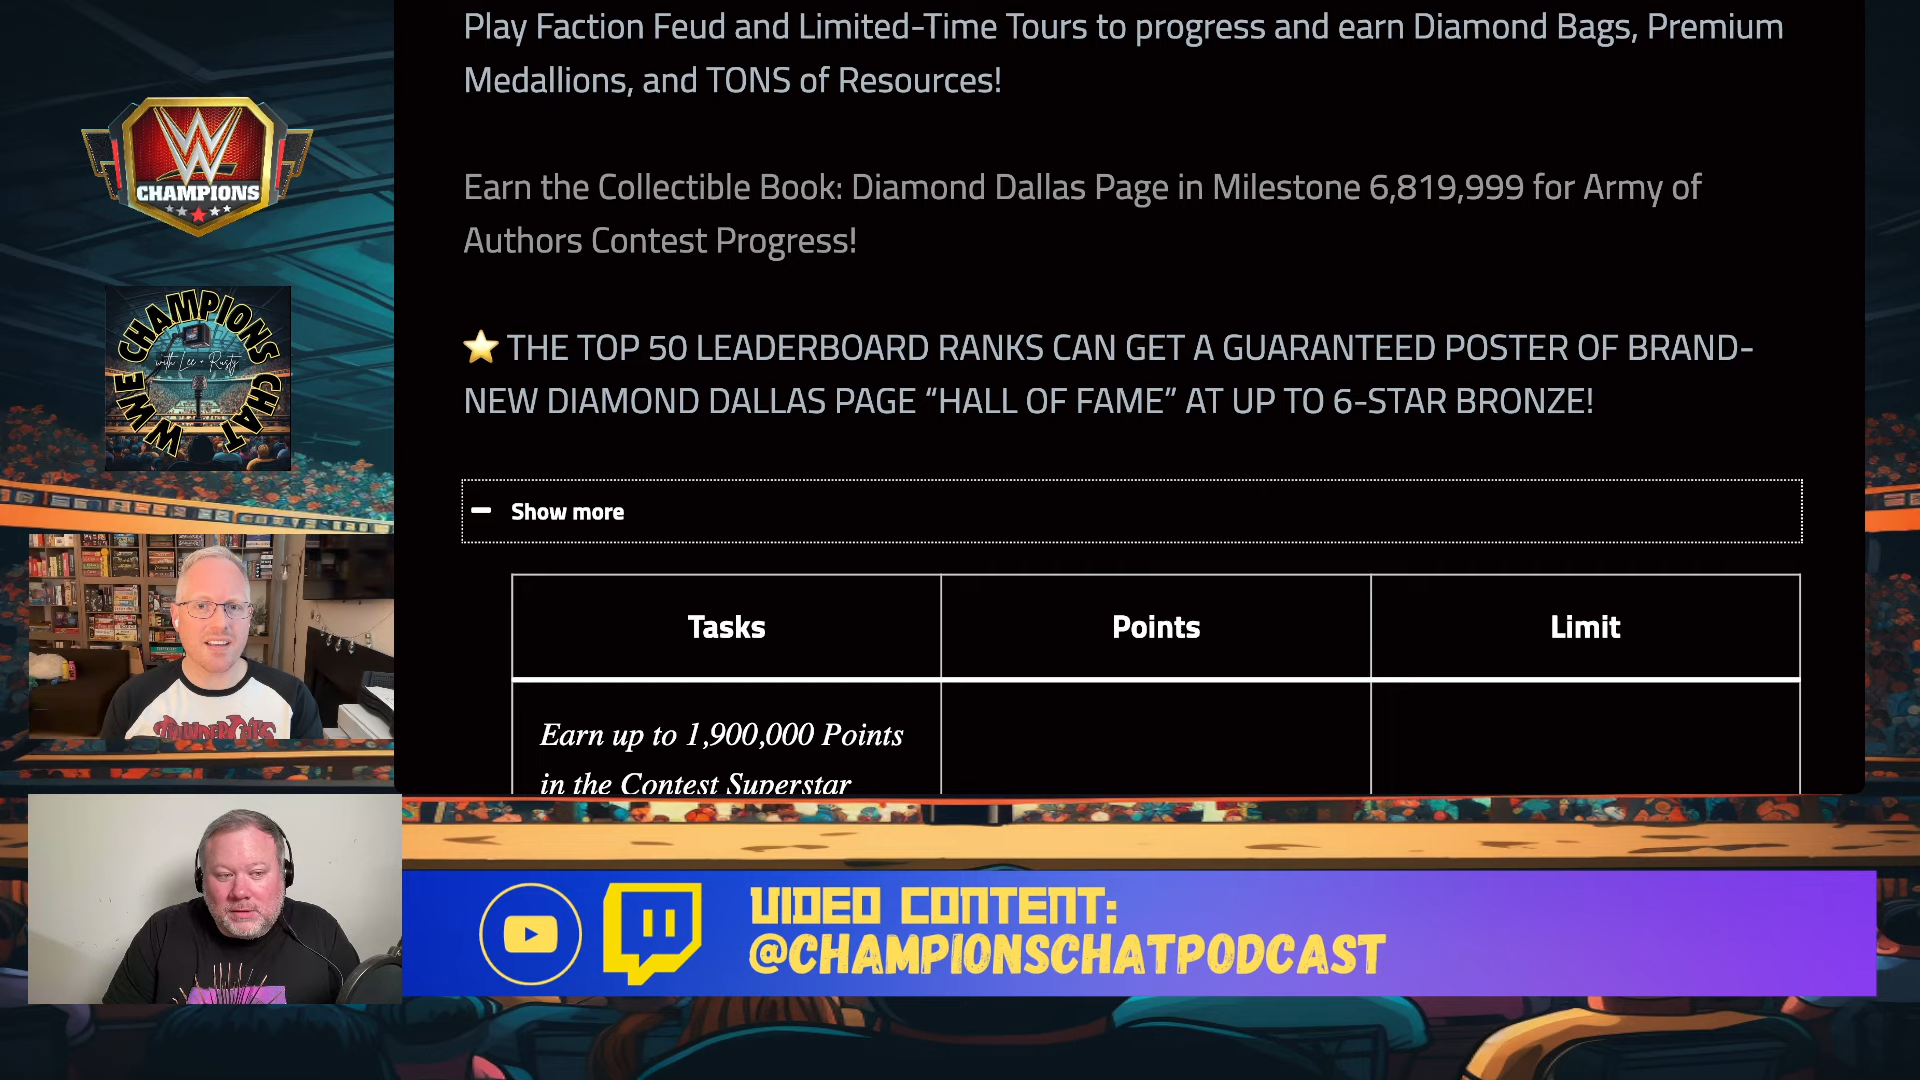 Play Faction Feud and Limited-Time Tours to progress and earn Diamond Bags, Premium
Medallions, and TONS of Resources!
Earn the Collectible Book: Diamond Dallas Page in Milestone 6,819,999 for Army of
Authors Contest Progress!
⭐ THE TOP 50 LEADERBOARD RANKS CAN GET A GUARANTEED POSTER OF BRAND-
NEW DIAMOND DALLAS PAGE “HALL OF FAME” AT UP TO 6-STAR BRONZE!
Show more
Tasks Points Limit
Earn up to 1,900,000 Points
in the Contest Superstar
W
CHAMPIONS
WWE CHAMPIONS CHAT
with Lee + Rusty
THUNDERCATS
VIDEO CONTENT:
@CHAMPIONSCHATPODCAST